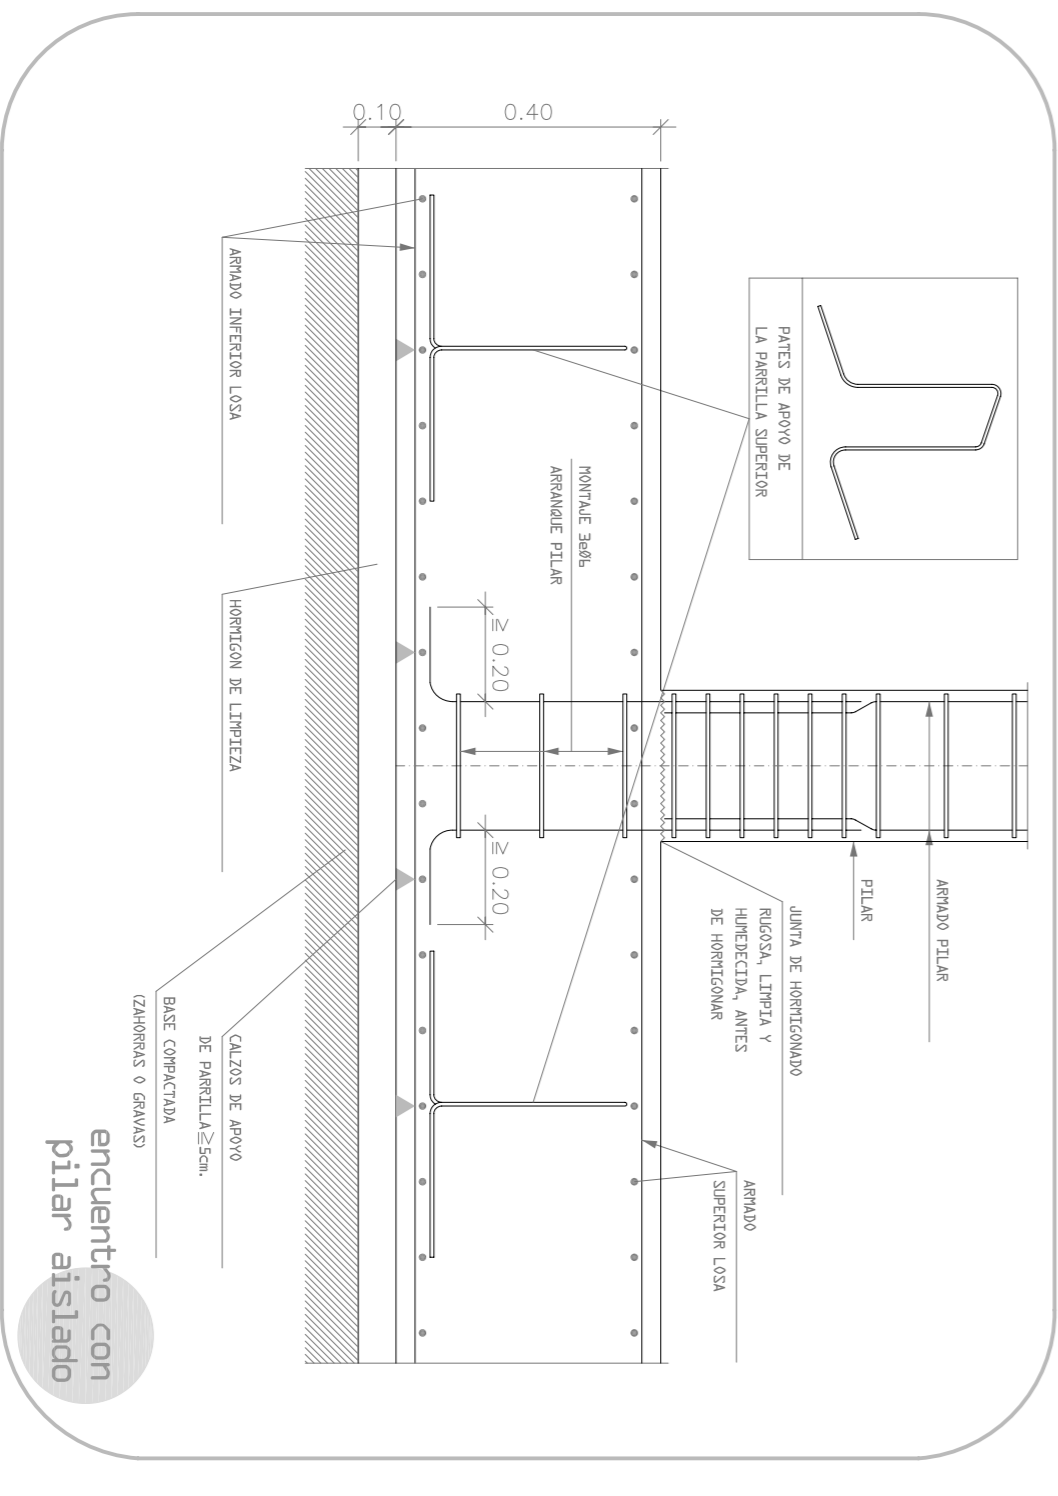 0.10
0.40
PATES DE APOYO DE
LA PARRILLA SUPERIOR
ARMADO PILAR
PILAR
JUNTA DE HORMIGONADO
RUGOSA, LIMPIA Y
HUMEDECIDA, ANTES
DE HORMIGONAR
ARMADO
SUPERIOR LOSA
MONTAJE 3eØ6
ARRANQUE PILAR
≥ 0.20
≥ 0.20
ARMADO INFERIOR LOSA
HORMIGON DE LIMPIEZA
CALZOS DE APOYO
DE PARRILLA≥5cm.
BASE COMPACTADA
(ZAHORRAS O GRAVAS)
encuentro con
pilar aislado